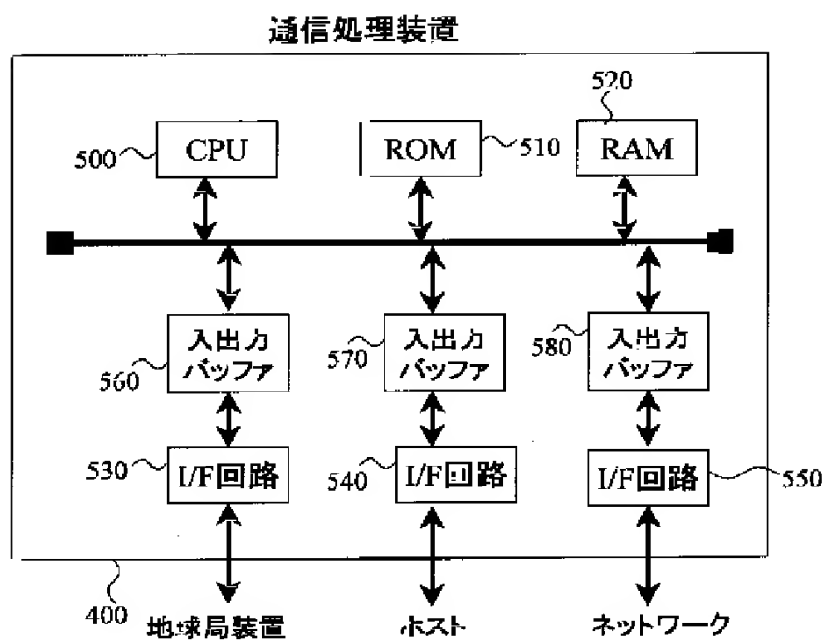 通信処理装置
520
500
CPU
ROM
510
RAM
560
入出力
バッファ
570
入出力
バッファ
580
入出力
バッファ
530
I/F回路
540
I/F回路
I/F回路
550
400
地球局装置
ホスト
ネットワーク